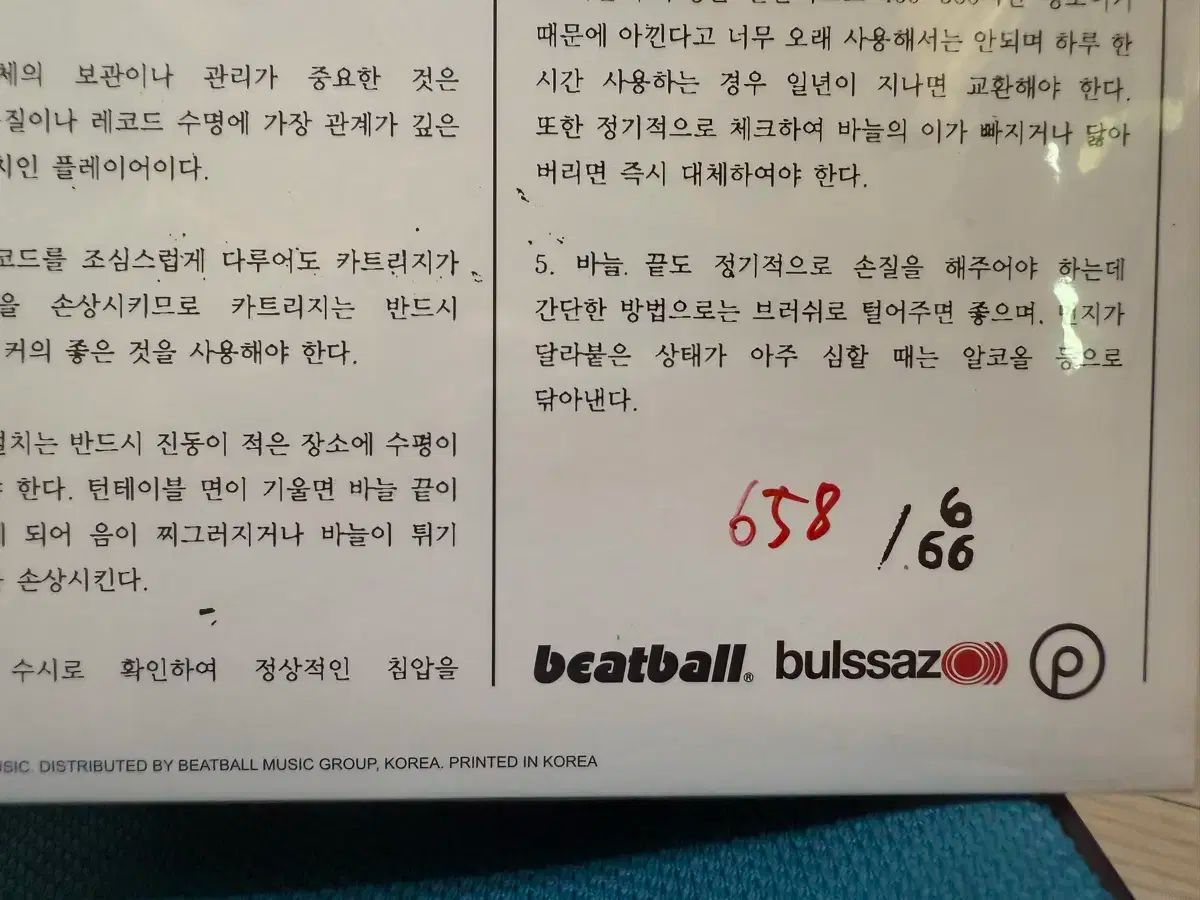 체의 보관이나 관리가 중요한 것은
질이나 레코드 수명에 가장 관계가 깊은
치인 플레이어이다.
코드를 조심스럽게 다루어도 카트리지가
을 손상시키므로 카트리지는 반드시
커의 좋은 것을 사용해야 한다.
설치는 반드시 진동이 적은 장소에 수평이
한다. 턴테이블 면이 기울면 바늘 끝이
되어 음이 찌그러지거나 바늘이 튀기
손상시킨다.
수시로 확인하여 정상적인 침압을
때문에 아낀다고 너무 오래 사용해서는 안되며 하루 한
시간 사용하는 경우 일년이 지나면 교환해야 한다.
또한 정기적으로 체크하여 바늘의 이가 빠지거나 닳아
버리면 즉시 대체하여야 한다.
5. 바늘 끝도 정기적으로 손질을 해주어야 하는데
간단한 방법으로는 브러쉬로 털어주면 좋으며, 먼지가
달라붙은 상태가 아주 심할 때는 알코올 등으로
닦아낸다.
658 / 666
beatball® bulssazo
P
USIC. DISTRIBUTED BY BEATBALL MUSIC GROUP, KOREA. PRINTED IN KOREA